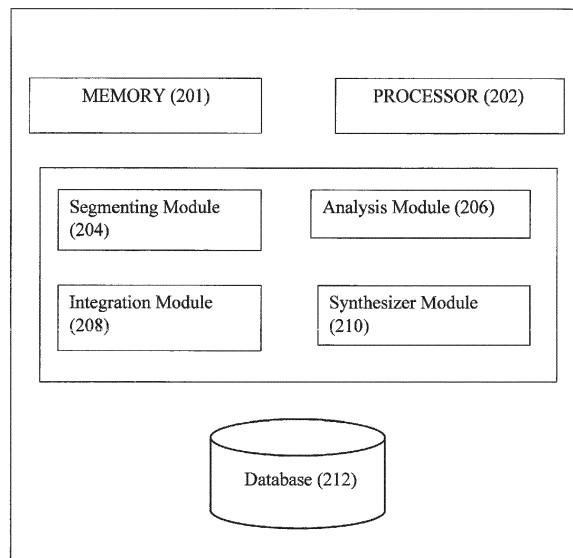 MEMORY (201)
PROCESSOR (202)
Segmenting Module
(204)
Analysis Module (206)
Integration Module
(208)
Synthesizer Module
(210)
Database (212)